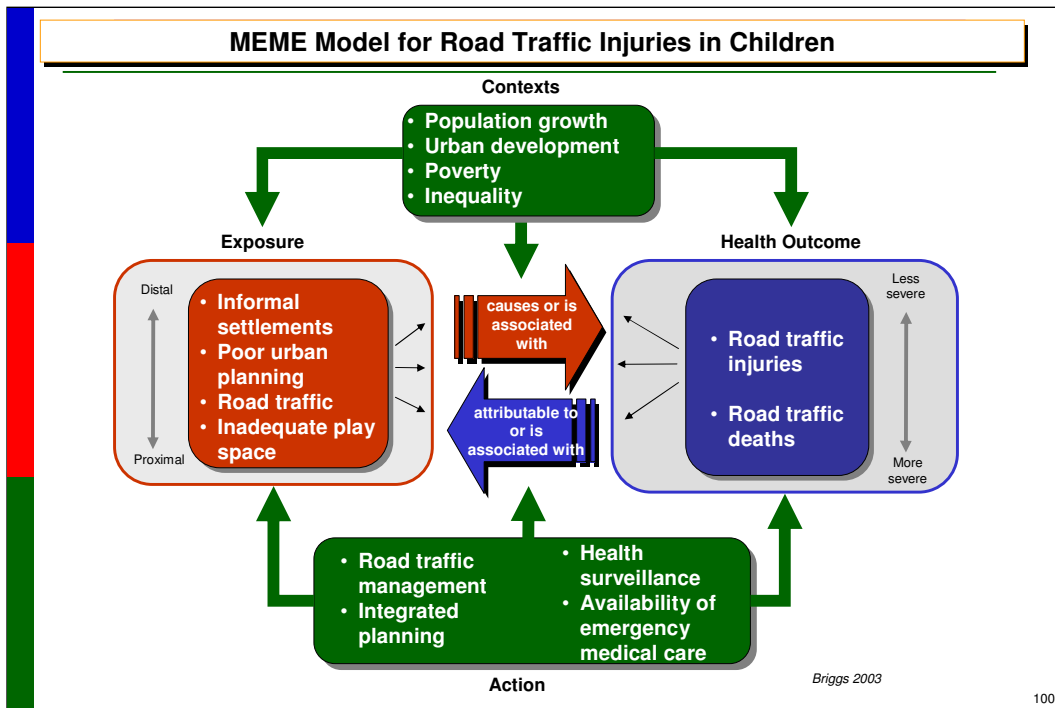 MEME Model for Road Traffic Injuries in Children
Contexts
• Population growth
• Urban development
• Poverty
• Inequality
Exposure
Distal
Proximal
• Informal
settlements
• Poor urban
planning
• Road traffic
• Inadequate play
space
causes or is
associated
with
attributable to
or is
associated with
Health Outcome
• Road traffic
injuries
• Road traffic
deaths
Less
severe
More
severe
• Road traffic
management
• Integrated
planning
• Health
surveillance
• Availability of
emergency
medical care
Action
Briggs 2003
100